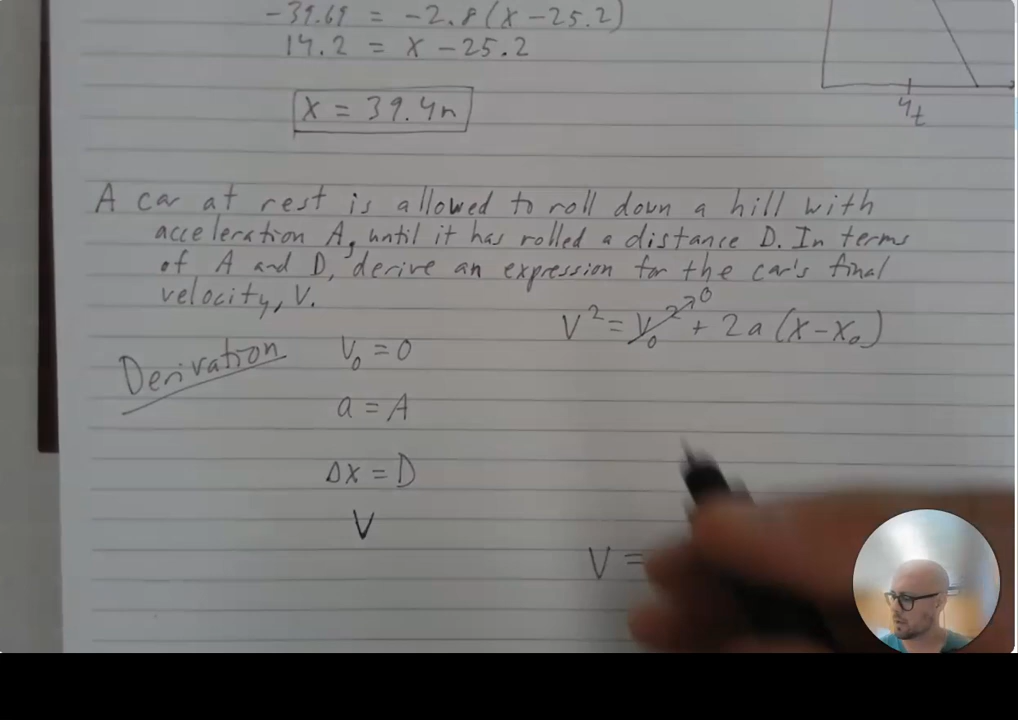 -39.69 = -2.8(x-25.2)
14.2 = x-25.2
x = 39.4m
4 t
A car at rest is allowed to roll down a hill with
acceleration A, until it has rolled a distance D. In terms
of A and D, derive an expression for the car's final
velocity, V.
V² = V₀² → 0 + 2a(x-x₀)
Derivation
V₀ = 0
a = A
Δx = D
V
V =